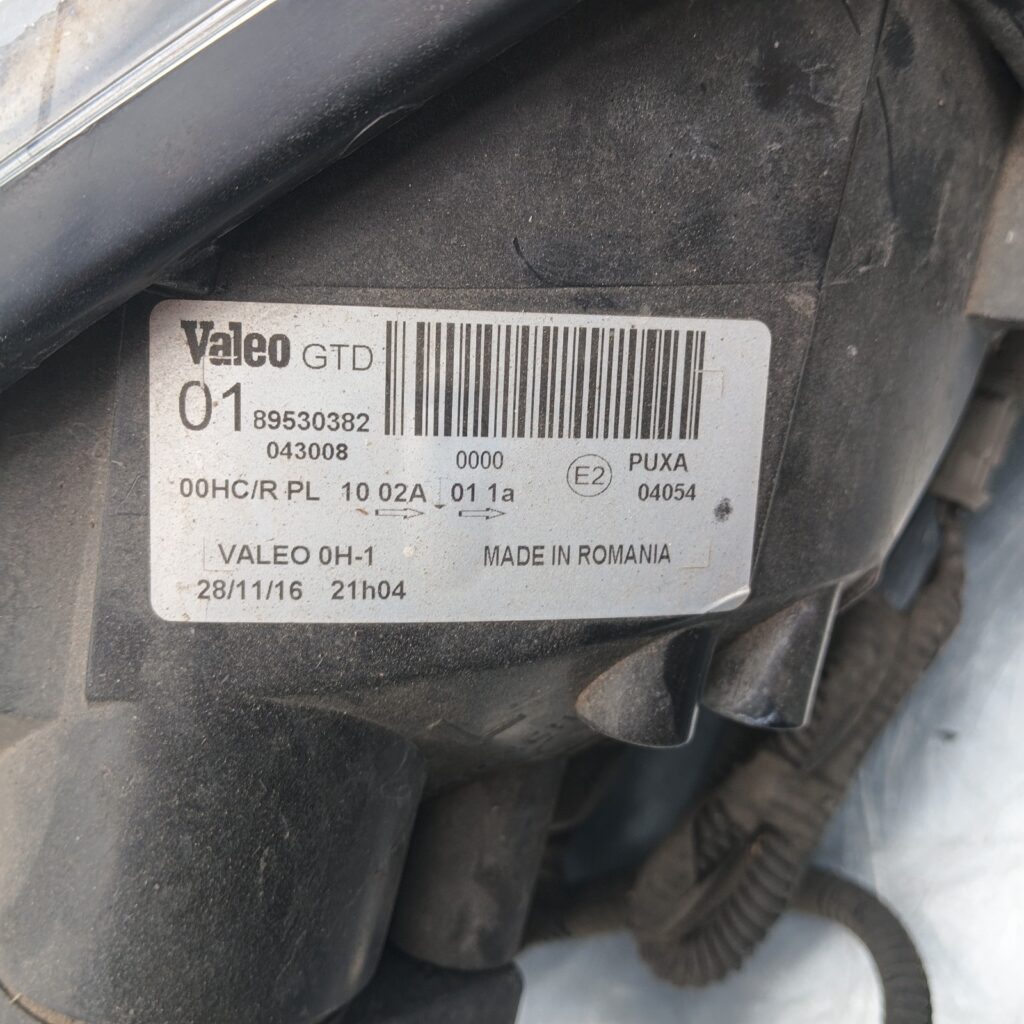 Valeo GTD
01 89530382
043008 0000 E2 PUXA
00HC/R PL 10 02A 01 1a 04054
VALEO 0H-1 MADE IN ROMANIA
28/11/16 21h04